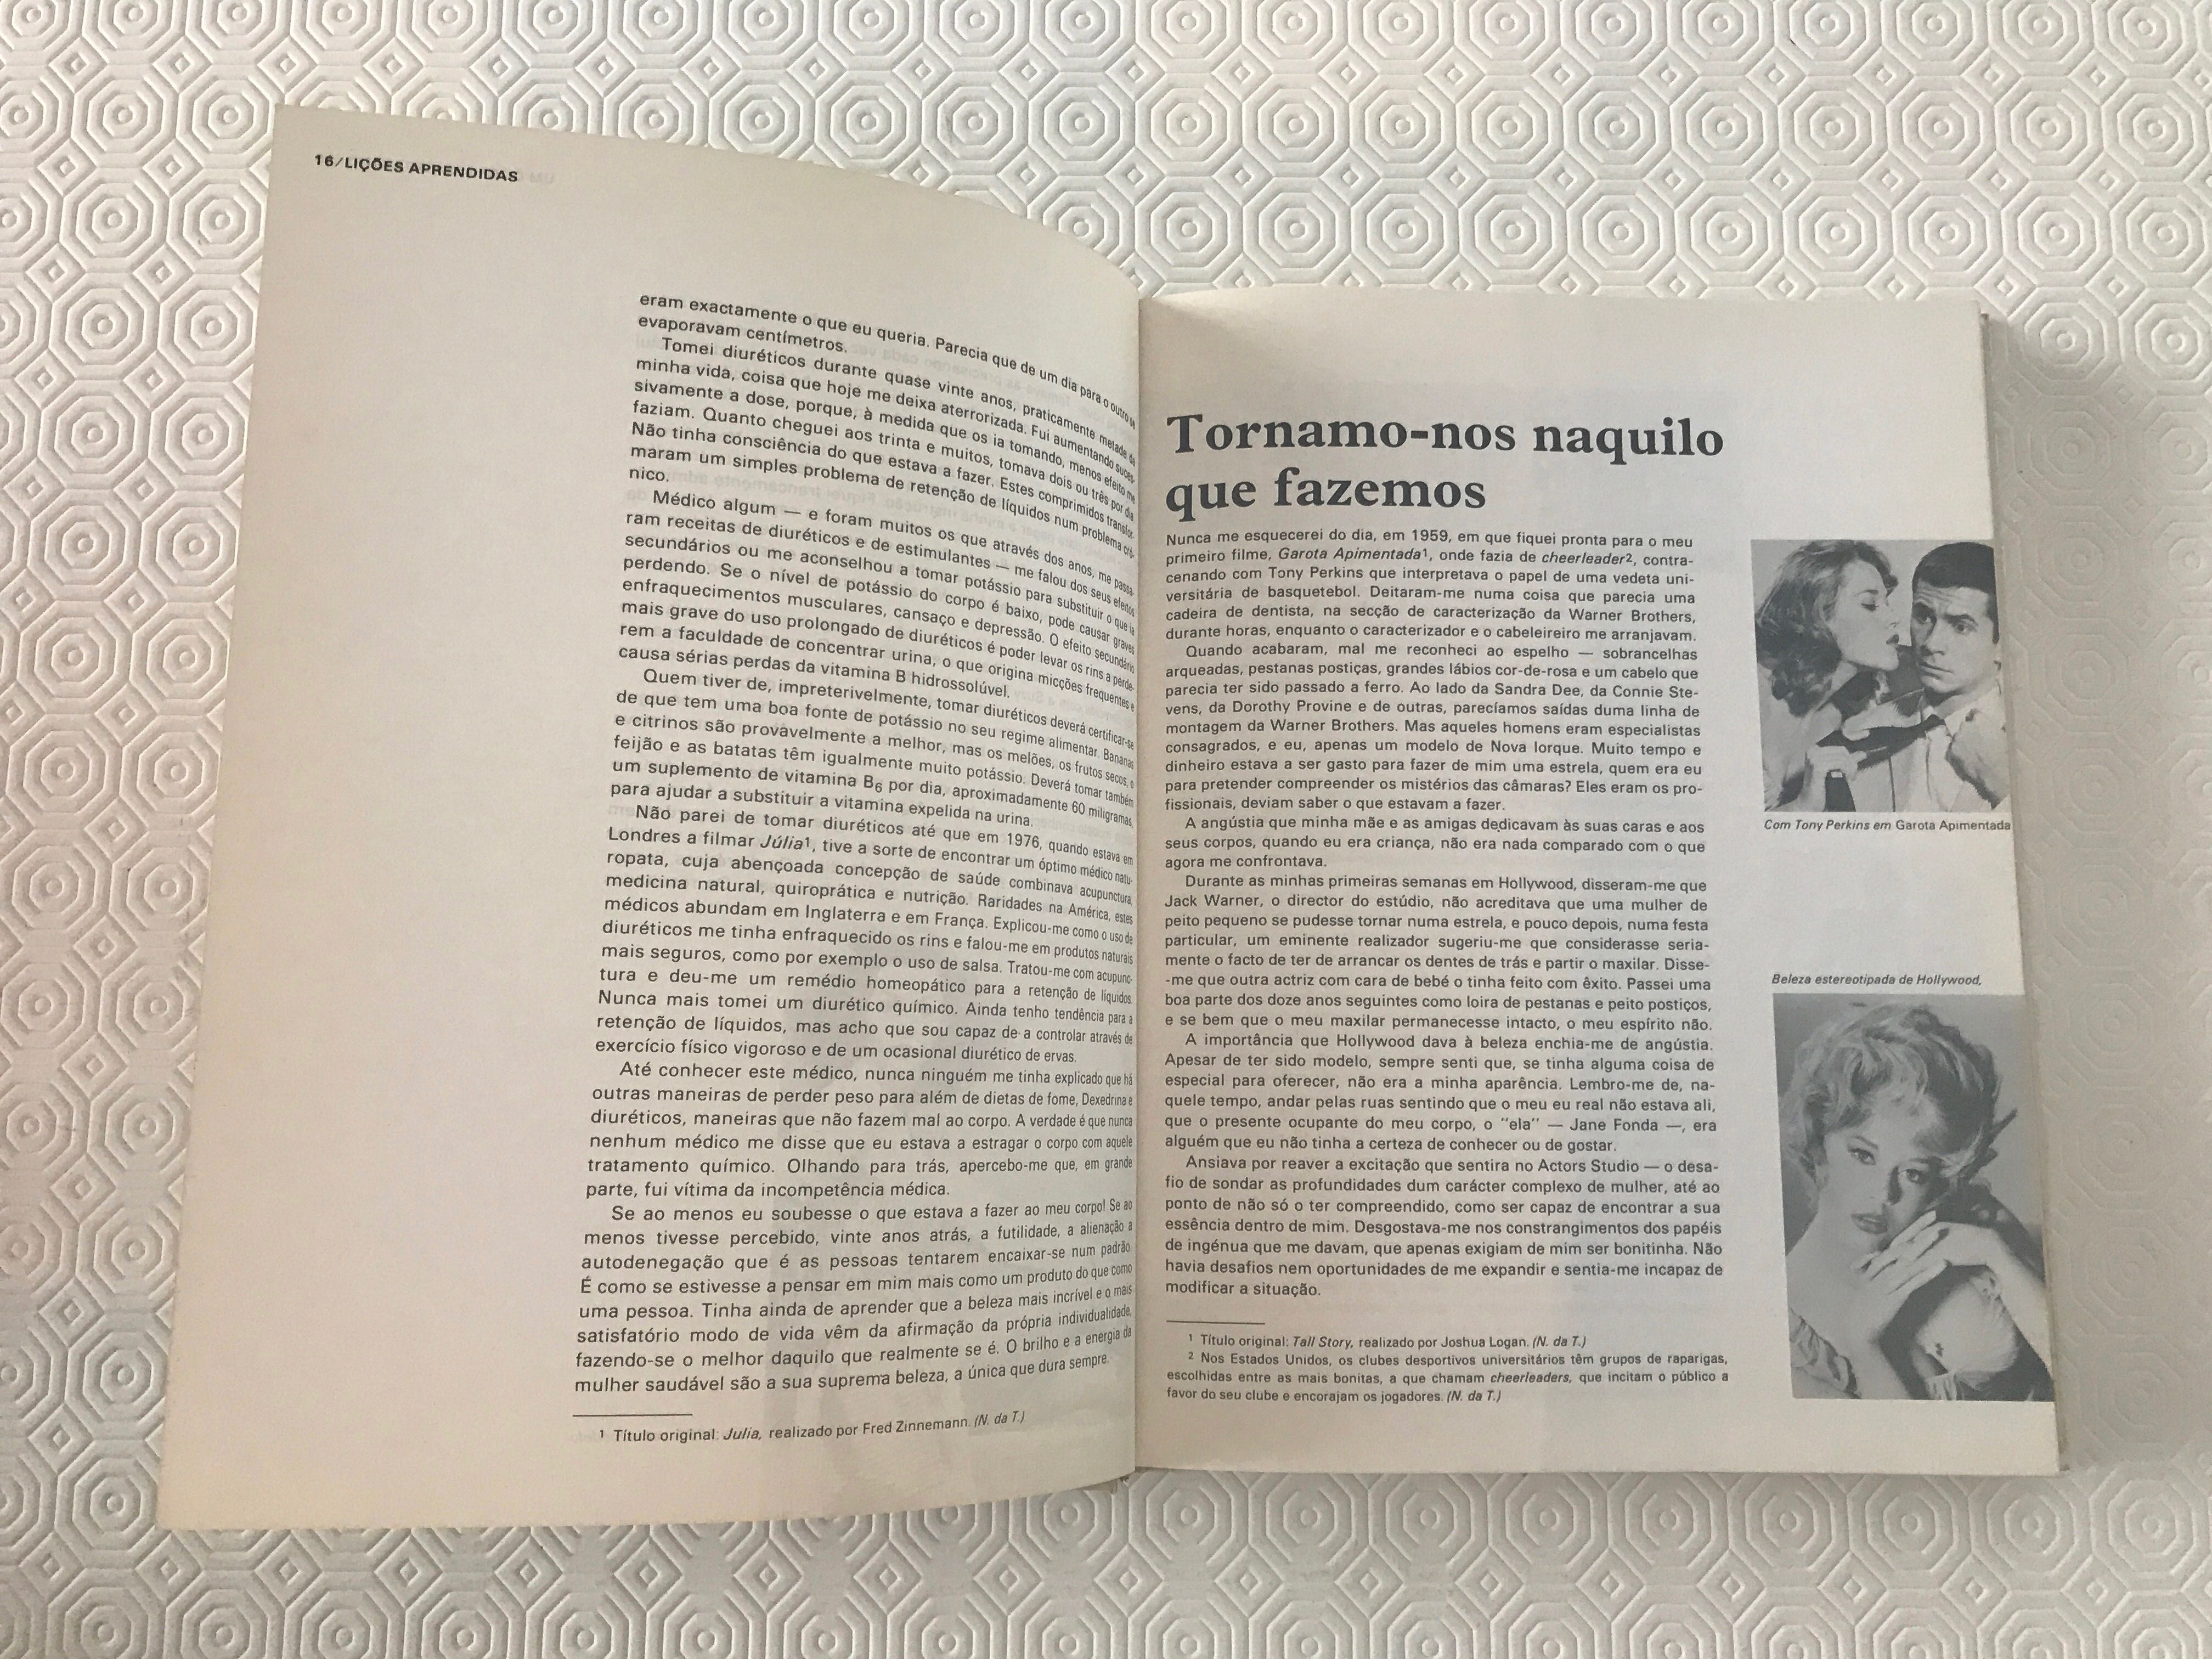 16/LIÇÕES APRENDIDAS
eram exactamente o que eu queria. Parecia que de um dia para o outro se
evaporavam centímetros.
Tomei diuréticos durante quase vinte anos, praticamente metade da
minha vida, coisa que hoje me deixa aterrorizada. Fui aumentando suces-
sivamente a dose, porque, à medida que os ia tomando, menos efeito me
faziam. Quanto cheguei aos trinta e muitos, tomava dois ou três por dia
Não tinha consciência do que estava a fazer. Estes comprimidos transfor-
maram um simples problema de retenção de líquidos num problema cró-
nico.
Médico algum — e foram muitos os que através dos anos, me passa-
ram receitas de diuréticos e de estimulantes — me falou dos seus efeitos
secundários ou me aconselhou a tomar potássio para substituir o que ia
perdendo. Se o nível de potássio do corpo é baixo, pode causar graves
enfraquecimentos musculares, cansaço e depressão. O efeito secundário
mais grave do uso prolongado de diuréticos é poder levar os rins a perde-
rem a faculdade de concentrar urina, o que origina micções frequentes e
causa sérias perdas da vitamina B hidrossolúvel.
Quem tiver de, impreterivelmente, tomar diuréticos deverá certificar-se
de que tem uma boa fonte de potássio no seu regime alimentar. Bananas
e citrinos são provàvelmente a melhor, mas os melões, os frutos secos, o
feijão e as batatas têm igualmente muito potássio. Deverá tomar também
um suplemento de vitamina B6 por dia, aproximadamente 60 miligramas,
para ajudar a substituir a vitamina expelida na urina.
Não parei de tomar diuréticos até que em 1976, quando estava em
Londres a filmar Júlia1, tive a sorte de encontrar um óptimo médico natu-
ropata, cuja abençoada concepção de saúde combinava acupunctura,
medicina natural, quiroprática e nutrição. Raridades na América, estes
médicos abundam em Inglaterra e em França. Explicou-me como o uso de
diuréticos me tinha enfraquecido os rins e falou-me em produtos naturais
mais seguros, como por exemplo o uso de salsa. Tratou-me com acupunc-
tura e deu-me um remédio homeopático para a retenção de líquidos.
Nunca mais tomei um diurético químico. Ainda tenho tendência para a
retenção de líquidos, mas acho que sou capaz de a controlar através de
exercício físico vigoroso e de um ocasional diurético de ervas.
Até conhecer este médico, nunca ninguém me tinha explicado que há
outras maneiras de perder peso para além de dietas de fome, Dexedrina e
diuréticos, maneiras que não fazem mal ao corpo. A verdade é que nunca
nenhum médico me disse que eu estava a estragar o corpo com aquele
tratamento químico. Olhando para trás, apercebo-me que, em grande
parte, fui vítima da incompetência médica.
Se ao menos eu soubesse o que estava a fazer ao meu corpo! Se ao
menos tivesse percebido, vinte anos atrás, a futilidade, a alienação a
autodenegação que é as pessoas tentarem encaixar-se num padrão.
É como se estivesse a pensar em mim mais como um produto do que como
uma pessoa. Tinha ainda de aprender que a beleza mais incrível e o mais
satisfatório modo de vida vêm da afirmação da própria individualidade,
fazendo-se o melhor daquilo que realmente se é. O brilho e a energia da
mulher saudável são a sua suprema beleza, a única que dura sempre.
1 Título original: Julia, realizado por Fred Zinnemann. (N. da T.)
Tornamo-nos naquilo
que fazemos
Nunca me esquecerei do dia, em 1959, em que fiquei pronta para o meu
primeiro filme, Garota Apimentada1, onde fazia de cheerleader2, contra-
cenando com Tony Perkins que interpretava o papel de uma vedeta uni-
versitária de basquetebol. Deitaram-me numa coisa que parecia uma
cadeira de dentista, na secção de caracterização da Warner Brothers,
durante horas, enquanto o caracterizador e o cabeleireiro me arranjavam.
Quando acabaram, mal me reconheci ao espelho — sobrancelhas
arqueadas, pestanas postiças, grandes lábios cor-de-rosa e um cabelo que
parecia ter sido passado a ferro. Ao lado da Sandra Dee, da Connie Ste-
vens, da Dorothy Provine e de outras, parecíamos saídas duma linha de
montagem da Warner Brothers. Mas aqueles homens eram especialistas
consagrados, e eu, apenas um modelo de Nova Iorque. Muito tempo e
dinheiro estava a ser gasto para fazer de mim uma estrela, quem era eu
para pretender compreender os mistérios das câmaras? Eles eram os pro-
fissionais, deviam saber o que estavam a fazer.
A angústia que minha mãe e as amigas dedicavam às suas caras e aos
seus corpos, quando eu era criança, não era nada comparado com o que
agora me confrontava.
Durante as minhas primeiras semanas em Hollywood, disseram-me que
Jack Warner, o director do estúdio, não acreditava que uma mulher de
peito pequeno se pudesse tornar numa estrela, e pouco depois, numa festa
particular, um eminente realizador sugeriu-me que considerasse seria-
mente o facto de ter de arrancar os dentes de trás e partir o maxilar. Disse-
-me que outra actriz com cara de bebé o tinha feito com êxito. Passei uma
boa parte dos doze anos seguintes como loira de pestanas e peito postiços,
e se bem que o meu maxilar permanecesse intacto, o meu espírito não.
A importância que Hollywood dava à beleza enchia-me de angústia.
Apesar de ter sido modelo, sempre senti que, se tinha alguma coisa de
especial para oferecer, não era a minha aparência. Lembro-me de, na-
quele tempo, andar pelas ruas sentindo que o meu eu real não estava ali,
que o presente ocupante do meu corpo, o "ela" — Jane Fonda —, era
alguém que eu não tinha a certeza de conhecer ou de gostar.
Ansiava por reaver a excitação que sentira no Actors Studio — o desa-
fio de sondar as profundidades dum carácter complexo de mulher, até ao
ponto de não só o ter compreendido, como ser capaz de encontrar a sua
essência dentro de mim. Desgostava-me nos constrangimentos dos papéis
de ingénua que me davam, que apenas exigiam de mim ser bonitinha. Não
havia desafios nem oportunidades de me expandir e sentia-me incapaz de
modificar a situação.
1 Título original: Tall Story, realizado por Joshua Logan. (N. da T.)
2 Nos Estados Unidos, os clubes desportivos universitários têm grupos de raparigas,
escolhidas entre as mais bonitas, a que chamam cheerleaders, que incitam o público a
favor do seu clube e encorajam os jogadores. (N. da T.)
Com Tony Perkins em Garota Apimentada
Beleza estereotipada de Hollywood,